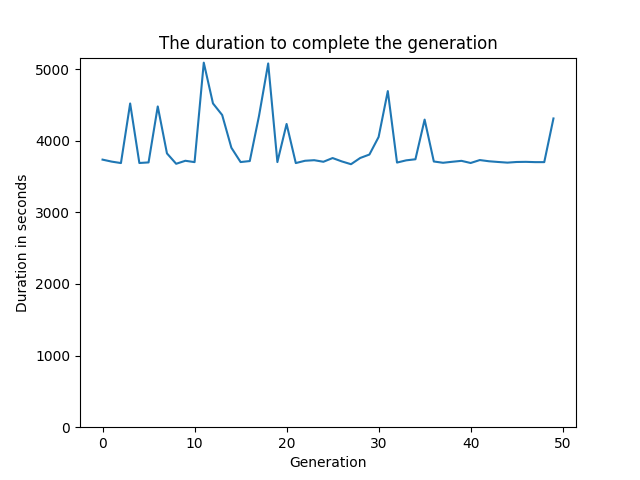 The duration to complete the generation
5000
4000
3000
2000
1000
0
Duration in seconds
0 10 20 30 40 50
Generation